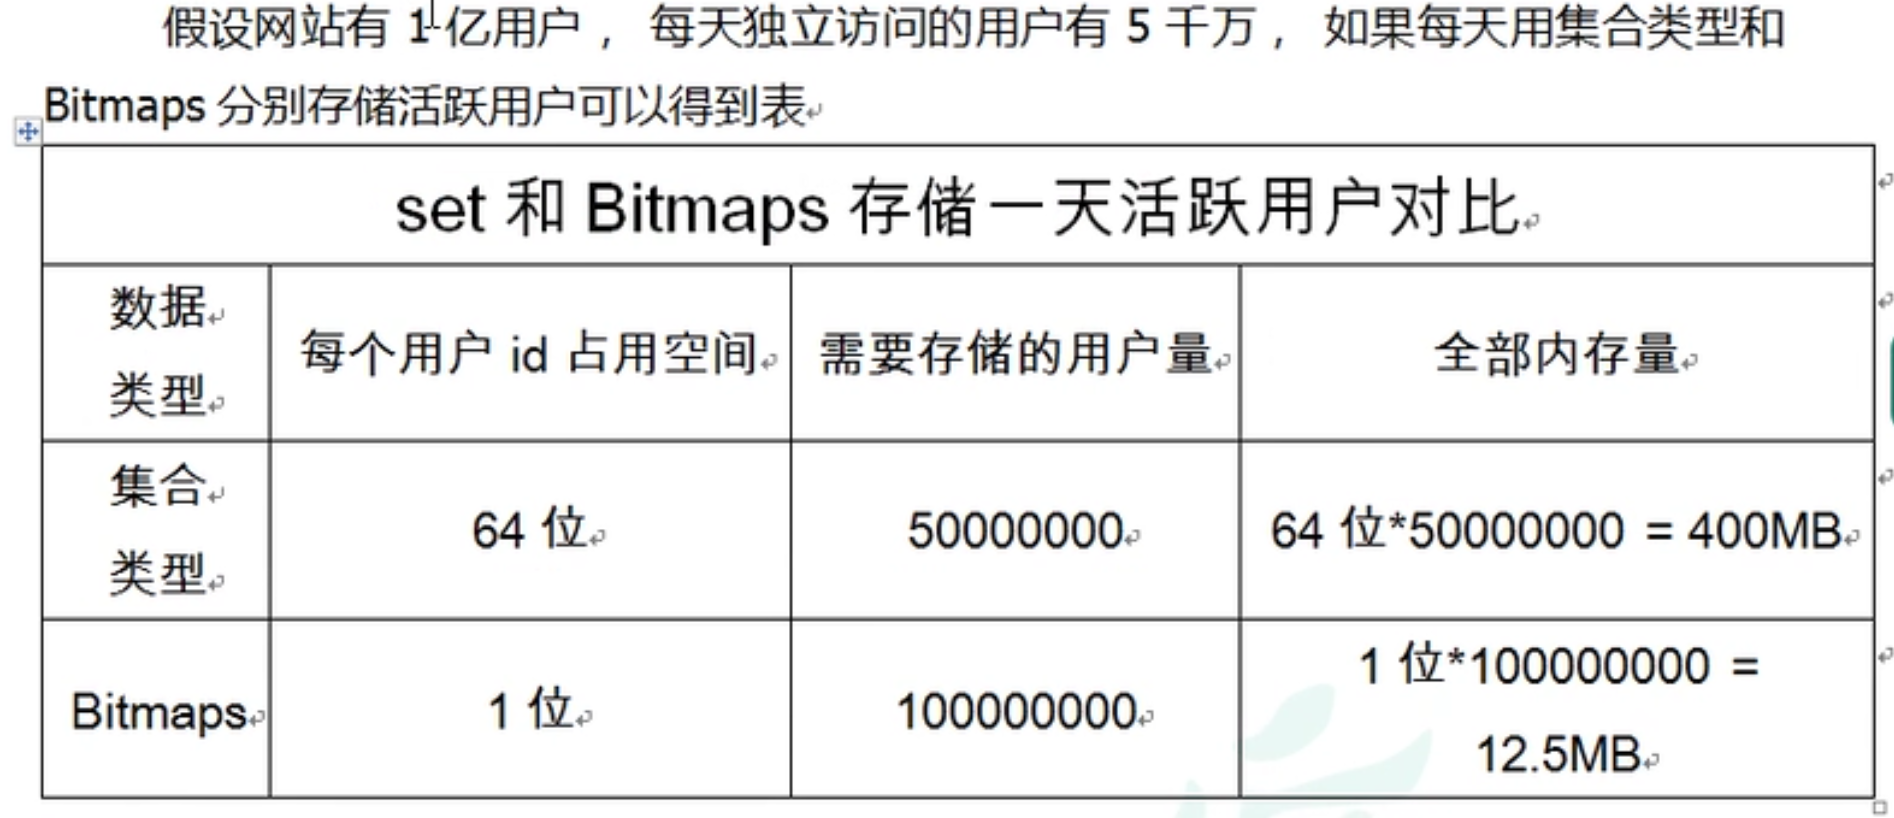 假设网站有 1 亿用户， 每天独立访问的用户有 5 千万， 如果每天用集合类型和
Bitmaps 分别存储活跃用户可以得到表
set 和 Bitmaps 存储一天活跃用户对比
数据
类型
每个用户 id 占用空间
需要存储的用户量
全部内存量
集合
类型
64 位
50000000
64 位*50000000 = 400MB
Bitmaps
1 位
100000000
1 位*100000000 =
12.5MB